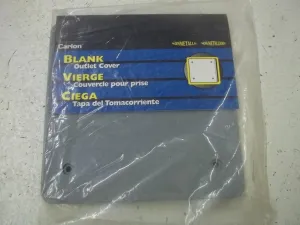 Carlon
BLANK
Outlet Cover
VIERGE
Couvercle pour prise
CIEGA
Tapa del Tomacorriente